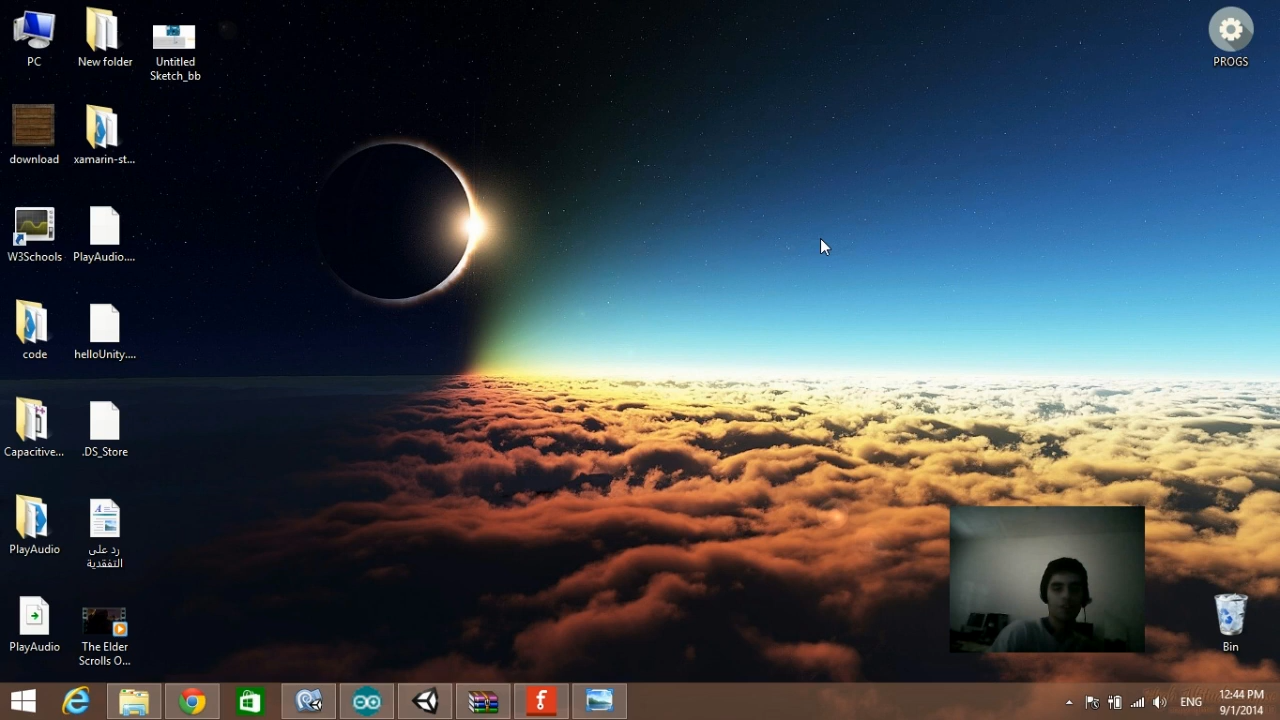 PC
New folder
Untitled
Sketch_bb
PROGS
download
xamarin-st...
W3Schools
PlayAudio....
code
helloUnity....
Capacitive...
.DS_Store
PlayAudio
رد على
التفقدية
PlayAudio
The Elder
Scrolls O...
Bin
ENG
12:44 PM
9/1/2014